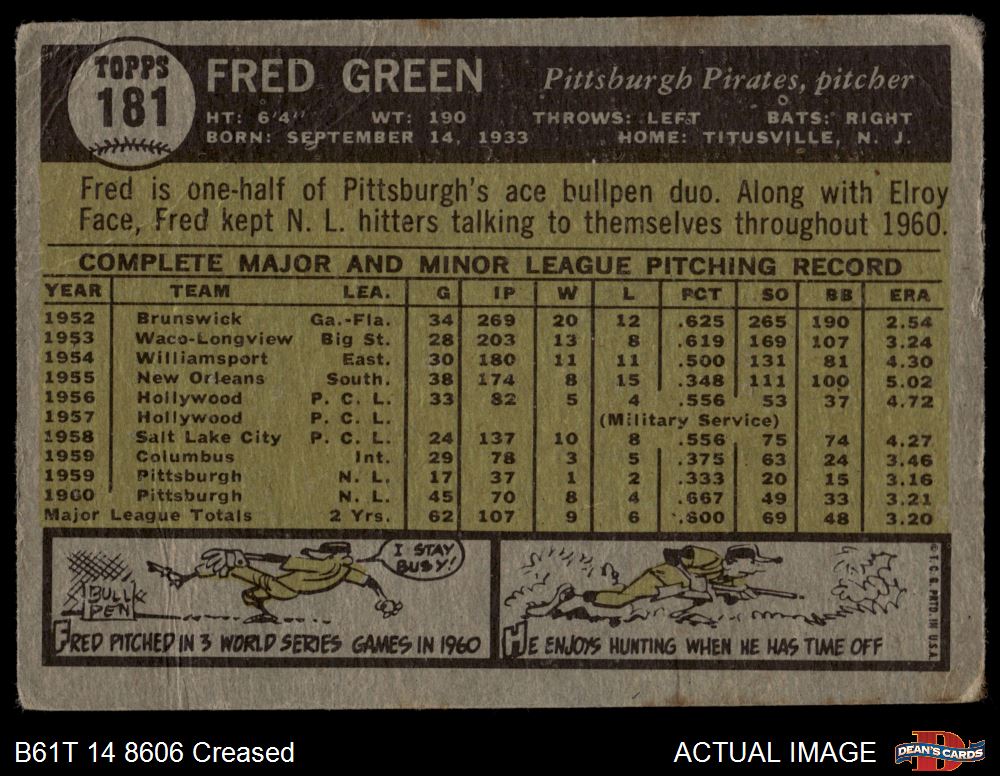 TOPPS
181
FRED GREEN Pittsburgh Pirates, pitcher
HT: 6'4" WT: 190 THROWS: LEFT BATS: RIGHT
BORN: SEPTEMBER 14, 1933 HOME: TITUSVILLE, N. J.
Fred is one-half of Pittsburgh's ace bullpen duo. Along with Elroy
Face, Fred kept N. L. hitters talking to themselves throughout 1960.
COMPLETE MAJOR AND MINOR LEAGUE PITCHING RECORD
YEAR TEAM LEA. G IP W L PCT SO BB ERA
1952 Brunswick Ga.-Fla. 34 269 20 12 .625 265 190 2.54
1953 Waco-Longview Big St. 28 203 13 8 .619 169 107 3.24
1954 Williamsport East. 30 180 11 11 .500 131 81 4.30
1955 New Orleans South. 38 174 8 15 .348 111 100 5.02
1956 Hollywood P. C. L. 33 82 5 4 .556 53 37 4.72
1957 Hollywood P. C. L. (Military Service)
1958 Salt Lake City P. C. L. 24 137 10 8 .556 75 74 4.27
1959 Columbus Int. 29 78 3 5 .375 63 24 3.46
1959 Pittsburgh N. L. 17 37 1 2 .333 20 15 3.16
1960 Pittsburgh N. L. 45 70 8 4 .667 49 33 3.21
Major League Totals 2 Yrs. 62 107 9 6 .600 69 48 3.20
I STAY
BUSY!
BULL
PEN
FRED PITCHED IN 3 WORLD SERIES GAMES IN 1960
HE ENJOYS HUNTING WHEN HE HAS TIME OFF
© T. C. G. PRTD IN U.S.A.
B61T 14 8606 Creased ACTUAL IMAGE
DEAN'S CARDS